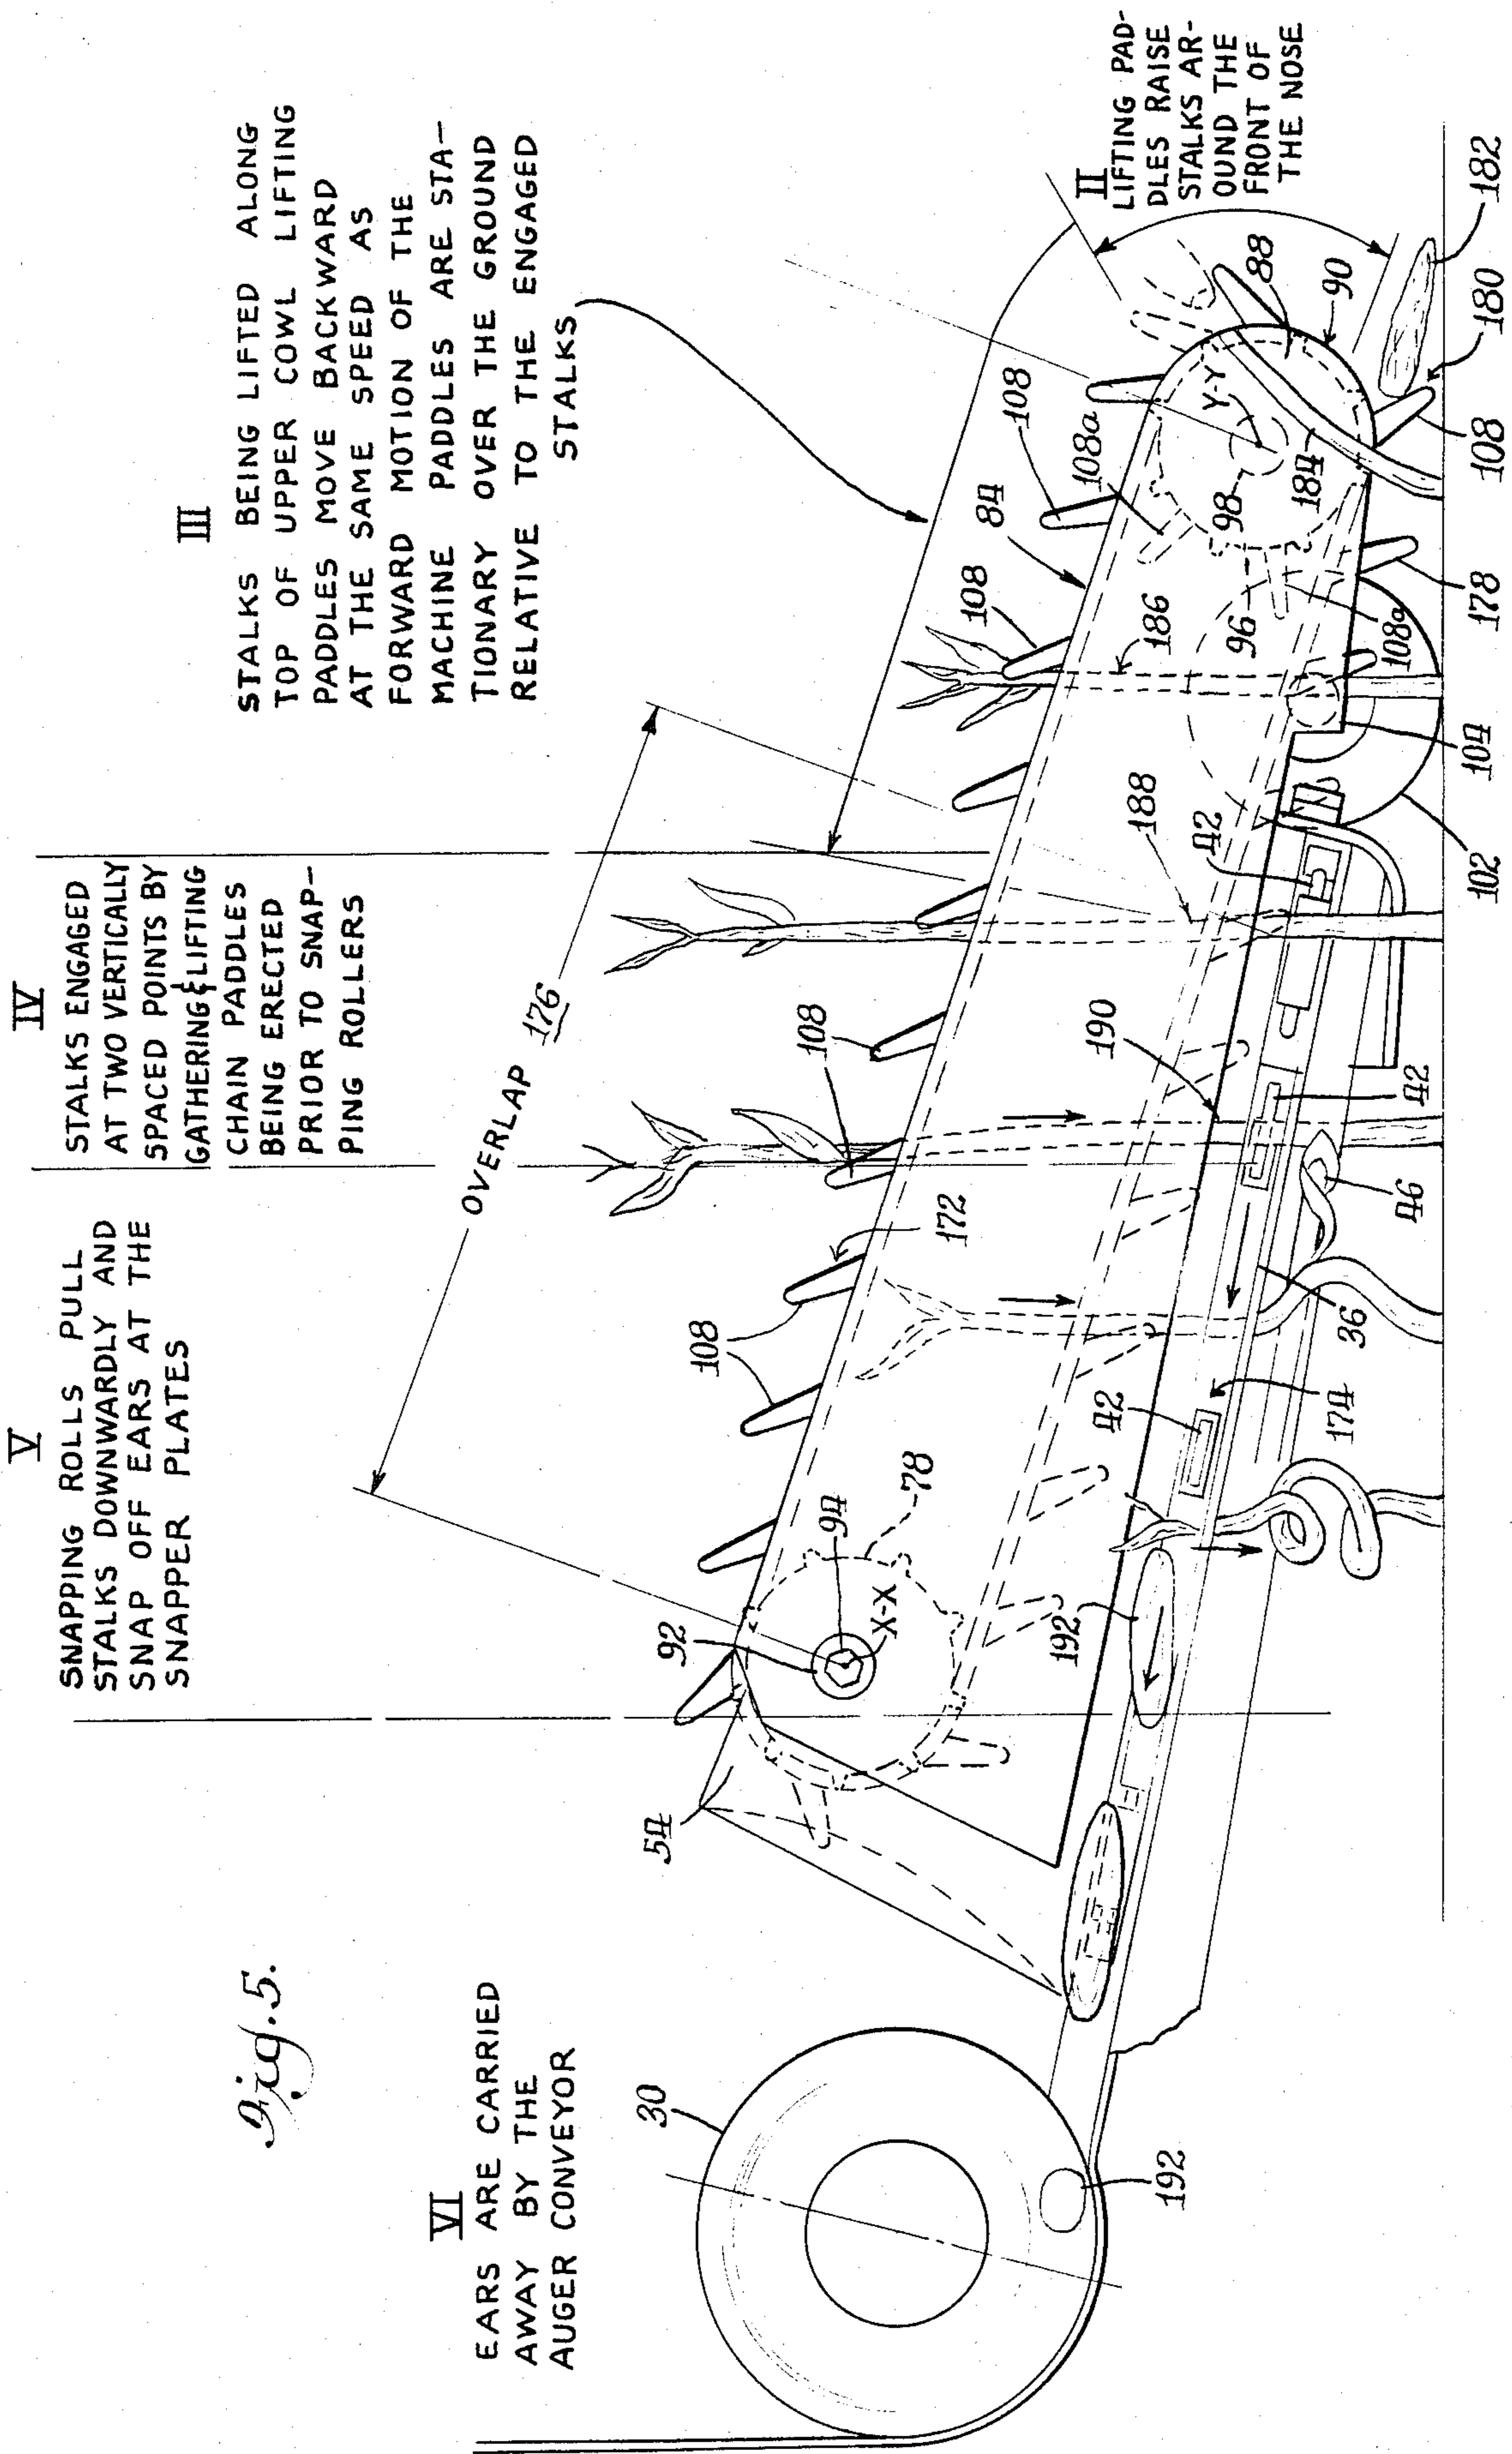 Fig. 5.
VI
EARS ARE CARRIED
AWAY BY THE
AUGER CONVEYOR
V
SNAPPING ROLLS PULL
STALKS DOWNWARDLY AND
SNAP OFF EARS AT THE
SNAPPER PLATES
IV
STALKS ENGAGED
AT TWO VERTICALLY
SPACED POINTS BY
GATHERING & LIFTING
CHAIN PADDLES
BEING ERECTED
PRIOR TO SNAP-
PING ROLLERS
III
STALKS BEING LIFTED ALONG
TOP OF UPPER COWL LIFTING
PADDLES MOVE BACKWARD
AT THE SAME SPEED AS
FORWARD MOTION OF THE
MACHINE PADDLES ARE STA-
TIONARY OVER THE GROUND
RELATIVE TO THE ENGAGED
STALKS
II
LIFTING PAD-
DLES RAISE
STALKS AR-
OUND THE
FRONT OF
THE NOSE
OVERLAP 176
30
192
54
92
94
X-X
78
192
108
172
108
108
108
108
108a
84
186
188
190
42
42
42
174
36
46
102
104
96
98
108a
Y-Y
184
88
90
178
108
180
182